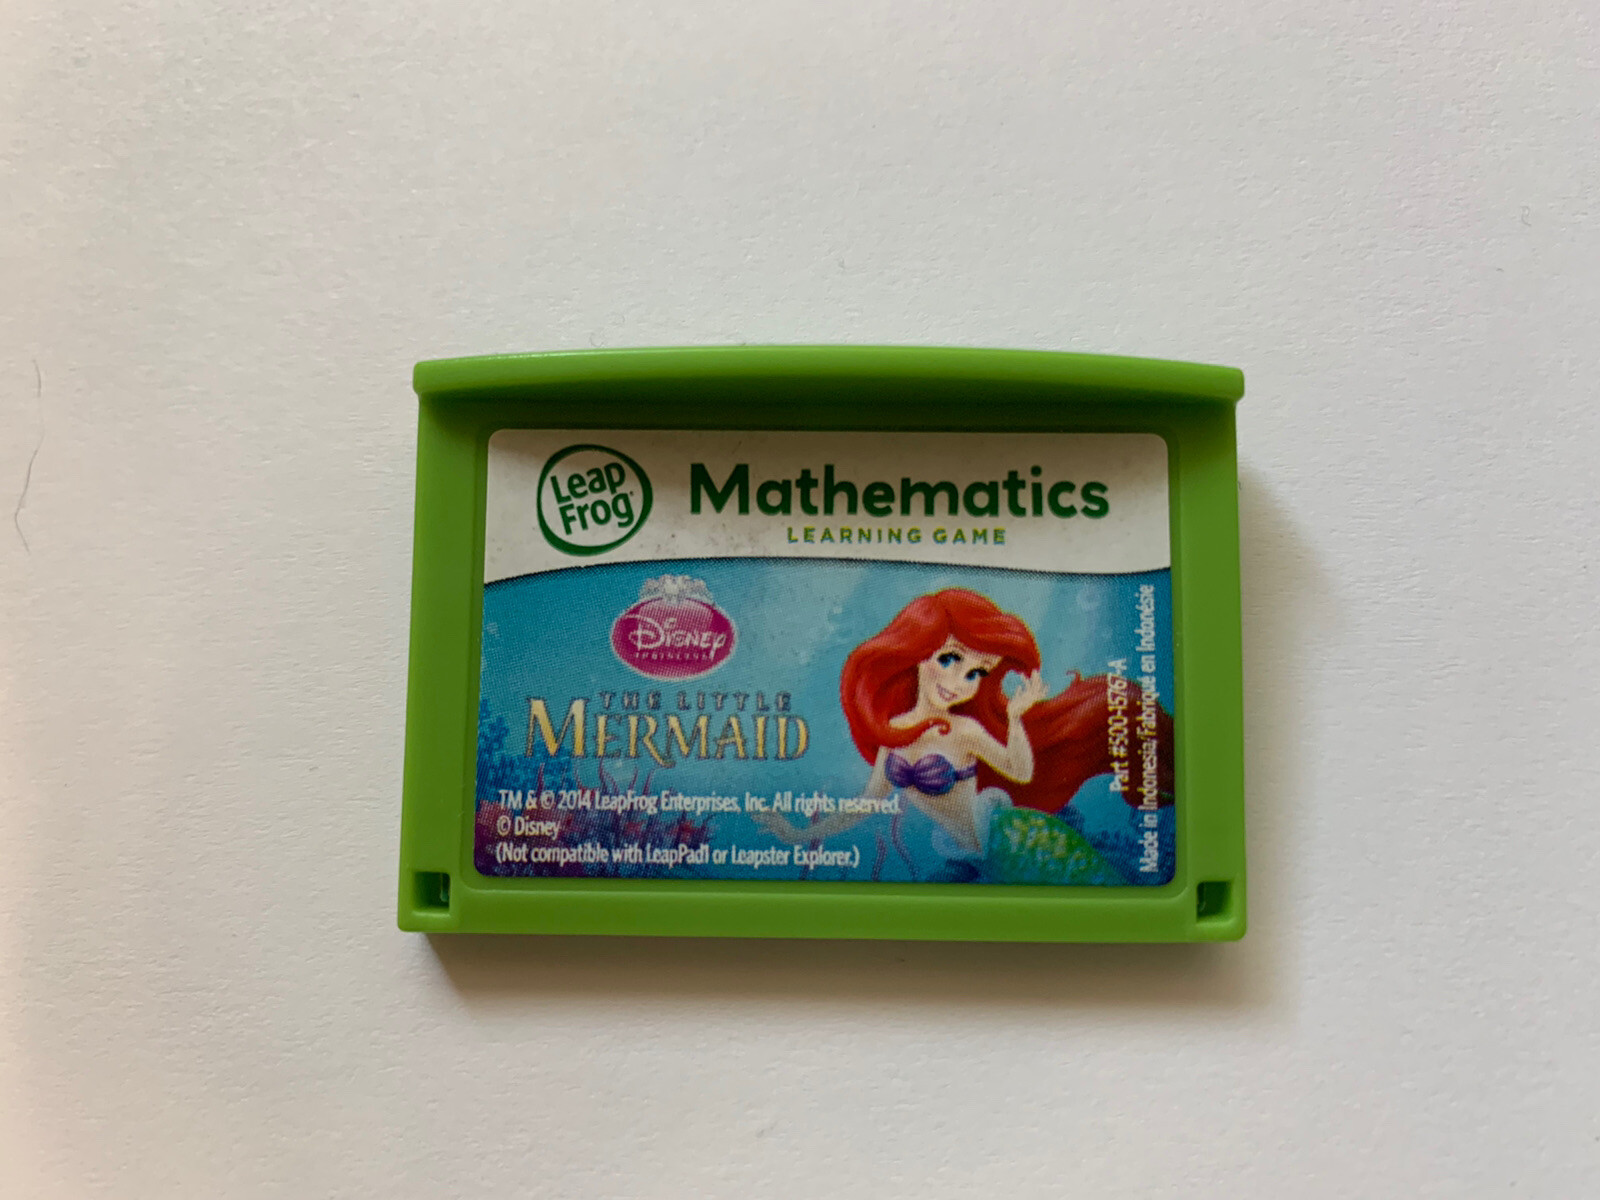 Leap
Frog
Mathematics
LEARNING GAME
Disney
PRINCESS
THE LITTLE
MERMAID
TM & © 2014 LeapFrog Enterprises, Inc. All rights reserved.
© Disney
(Not compatible with LeapPad1 or Leapster Explorer.)
Part #500-15767-A
Made in Indonesia/Fabriqué en Indonésie